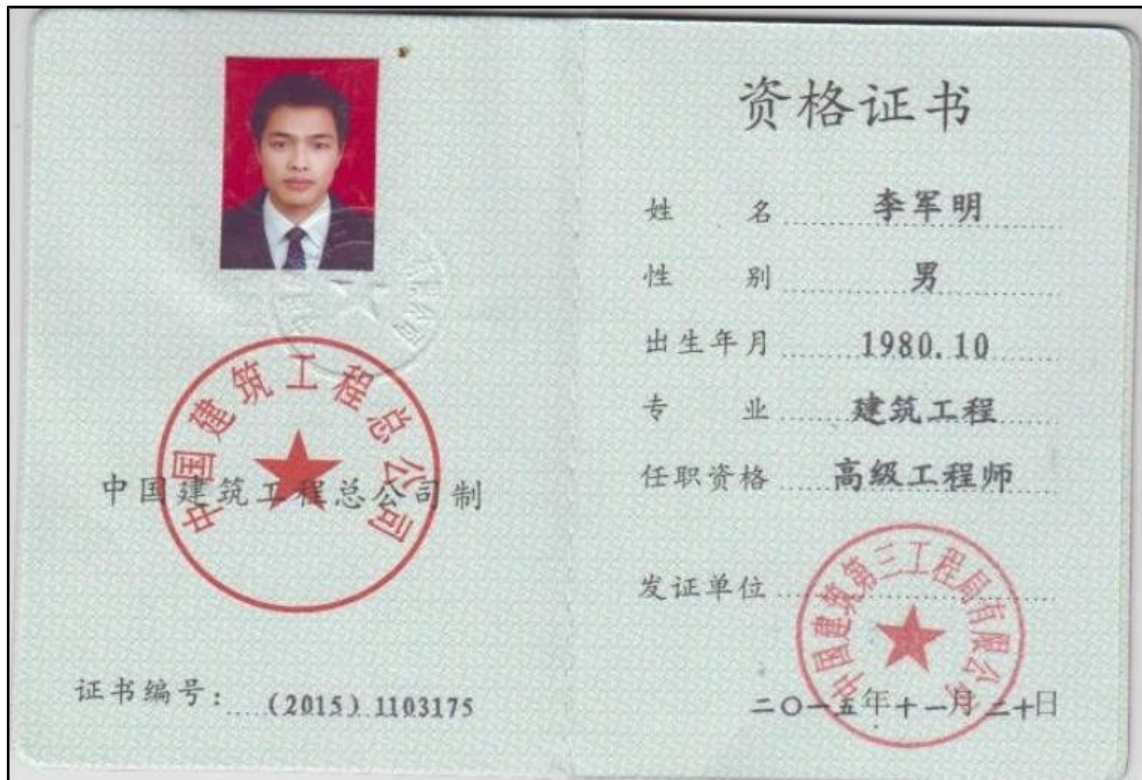 中国建筑工程总公司
中国建筑工程总公司制
证书编号：(2015) 1103175
资格证书
姓名 李军明
性别 男
出生年月 1980.10
专业 建筑工程
任职资格 高级工程师
发证单位
中国建筑第三工程局有限公司
二〇一五年十一月二十日